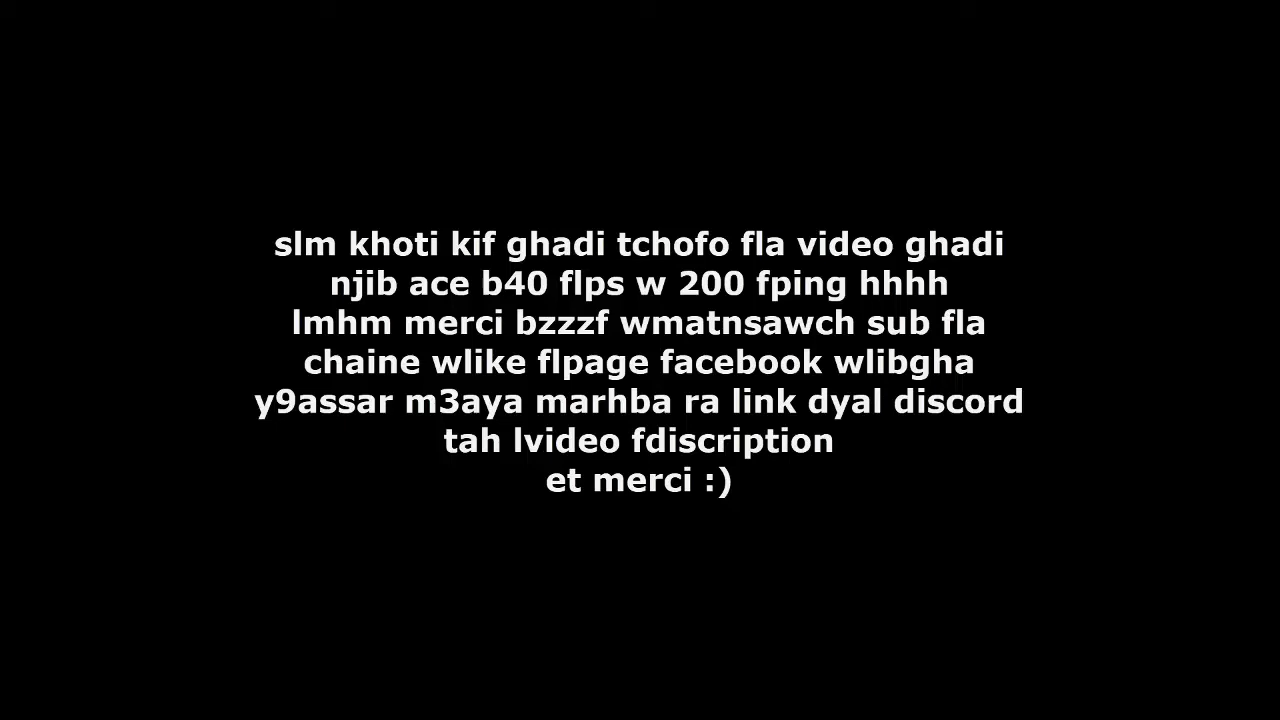 slm khoti kif ghadi tchofo fla video ghadi
njib ace b40 flps w 200 fping hhhh
lmhm merci bzzzf wmatnsawch sub fla
chaine wlike flpage facebook wlibgha
y9assar m3aya marhba ra link dyal discord
tah lvideo fdiscription
et merci :)